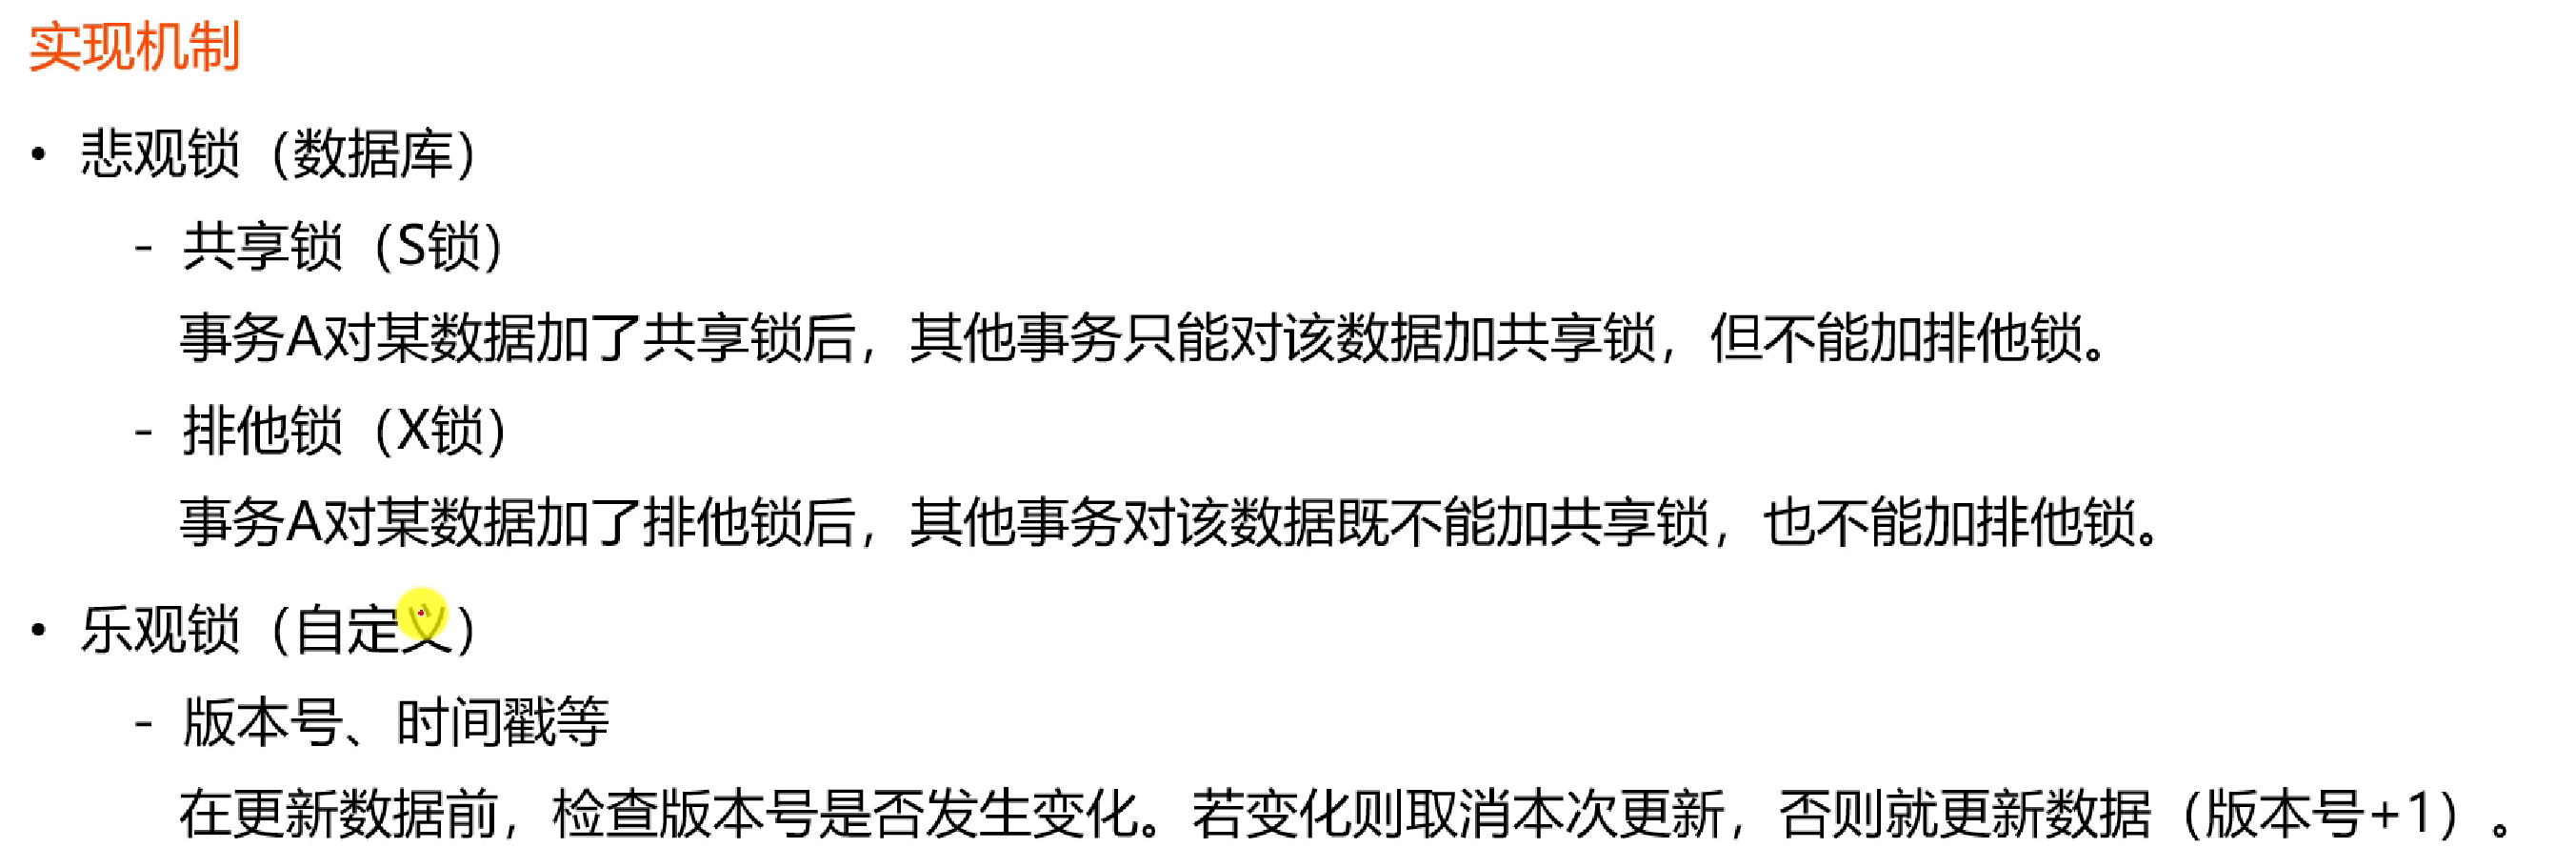 实现机制
• 悲观锁（数据库）
- 共享锁（S锁）
事务A对某数据加了共享锁后，其他事务只能对该数据加共享锁，但不能加排他锁。
- 排他锁（X锁）
事务A对某数据加了排他锁后，其他事务对该数据既不能加共享锁，也不能加排他锁。
• 乐观锁（自定义）
- 版本号、时间戳等
在更新数据前，检查版本号是否发生变化。若变化则取消本次更新，否则就更新数据（版本号+1）。